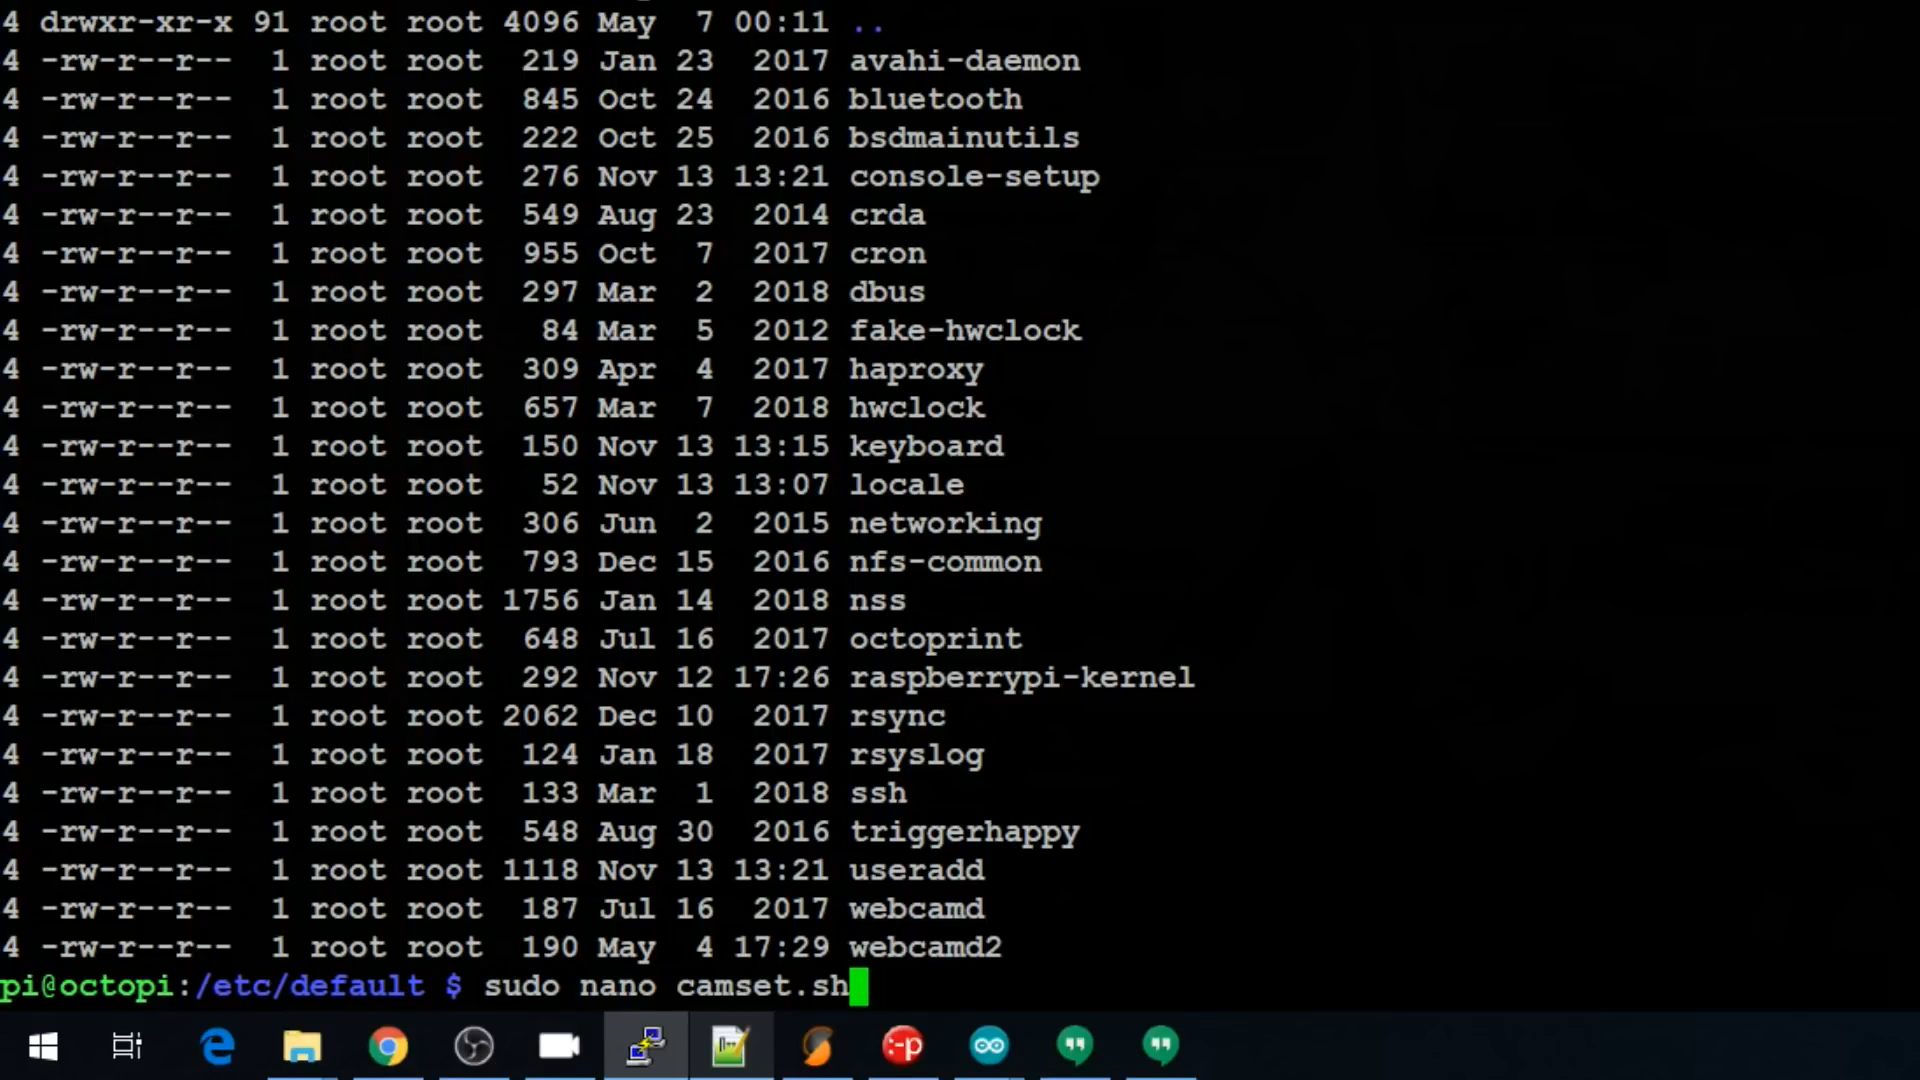 4 drwxr-xr-x 91 root root 4096 May  7 00:11 ..
4 -rw-r--r--  1 root root  219 Jan 23  2017 avahi-daemon
4 -rw-r--r--  1 root root  845 Oct 24  2016 bluetooth
4 -rw-r--r--  1 root root  222 Oct 25  2016 bsdmainutils
4 -rw-r--r--  1 root root  276 Nov 13 13:21 console-setup
4 -rw-r--r--  1 root root  549 Aug 23  2014 crda
4 -rw-r--r--  1 root root  955 Oct  7  2017 cron
4 -rw-r--r--  1 root root  297 Mar  2  2018 dbus
4 -rw-r--r--  1 root root   84 Mar  5  2012 fake-hwclock
4 -rw-r--r--  1 root root  309 Apr  4  2017 haproxy
4 -rw-r--r--  1 root root  657 Mar  7  2018 hwclock
4 -rw-r--r--  1 root root  150 Nov 13 13:15 keyboard
4 -rw-r--r--  1 root root   52 Nov 13 13:07 locale
4 -rw-r--r--  1 root root  306 Jun  2  2015 networking
4 -rw-r--r--  1 root root  793 Dec 15  2016 nfs-common
4 -rw-r--r--  1 root root 1756 Jan 14  2018 nss
4 -rw-r--r--  1 root root  648 Jul 16  2017 octoprint
4 -rw-r--r--  1 root root  292 Nov 12 17:26 raspberrypi-kernel
4 -rw-r--r--  1 root root 2062 Dec 10  2017 rsync
4 -rw-r--r--  1 root root  124 Jan 18  2017 rsyslog
4 -rw-r--r--  1 root root  133 Mar  1  2018 ssh
4 -rw-r--r--  1 root root  548 Aug 30  2016 triggerhappy
4 -rw-r--r--  1 root root 1118 Nov 13 13:21 useradd
4 -rw-r--r--  1 root root  187 Jul 16  2017 webcamd
4 -rw-r--r--  1 root root  190 May  4 17:29 webcamd2
pi@octopi:/etc/default $ sudo nano camset.sh